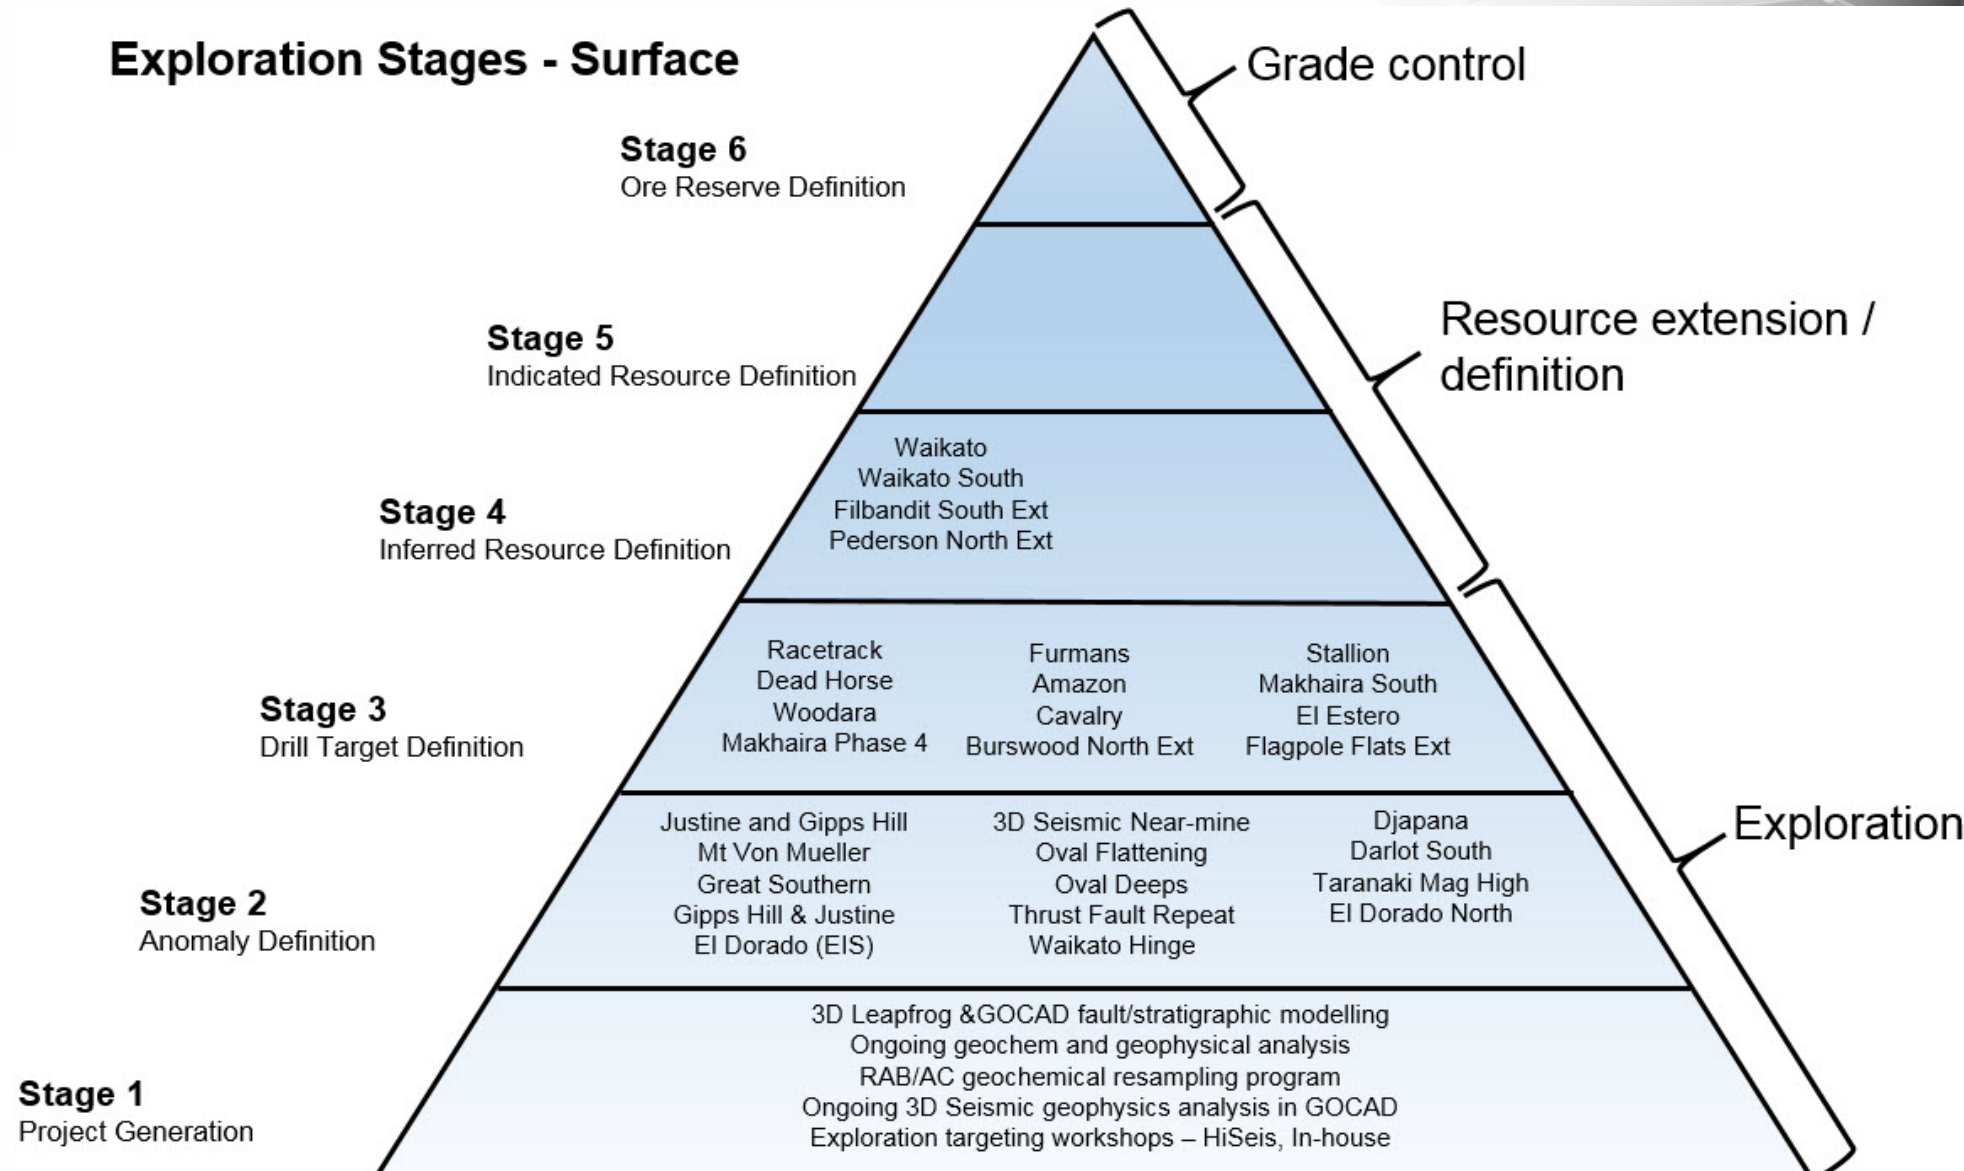 Exploration Stages - Surface
Grade control
Stage 6
Ore Reserve Definition
Resource extension /
definition
Stage 5
Indicated Resource Definition
Waikato
Waikato South
Filbandit South Ext
Pederson North Ext
Stage 4
Inferred Resource Definition
Racetrack
Dead Horse
Woodara
Makhaira Phase 4
Furmans
Amazon
Cavalry
Burswood North Ext
Stallion
Makhaira South
El Estero
Flagpole Flats Ext
Stage 3
Drill Target Definition
Exploration
Justine and Gipps Hill
Mt Von Mueller
Great Southern
Gipps Hill & Justine
El Dorado (EIS)
3D Seismic Near-mine
Oval Flattening
Oval Deeps
Thrust Fault Repeat
Waikato Hinge
Djapana
Darlot South
Taranaki Mag High
El Dorado North
Stage 2
Anomaly Definition
3D Leapfrog &GOCAD fault/stratigraphic modelling
Ongoing geochem and geophysical analysis
RAB/AC geochemical resampling program
Ongoing 3D Seismic geophysics analysis in GOCAD
Exploration targeting workshops – HiSeis, In-house
Stage 1
Project Generation